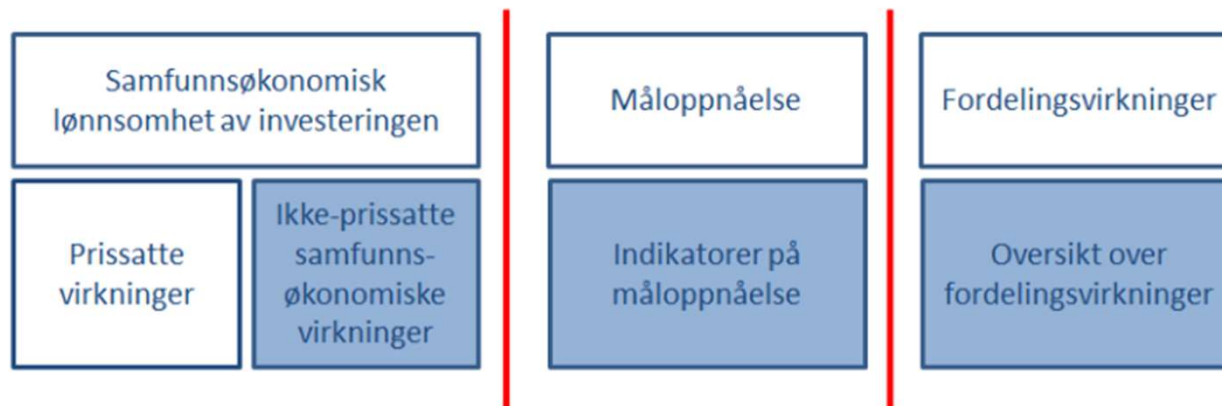 Samfunnsøkonomisk
lønnsomhet av investeringen
Måloppnåelse
Fordelingsvirkninger
Prissatte
virkninger
Ikke-prissatte
samfunns-
økonomiske
virkninger
Indikatorer på
måloppnåelse
Oversikt over
fordelingsvirkninger